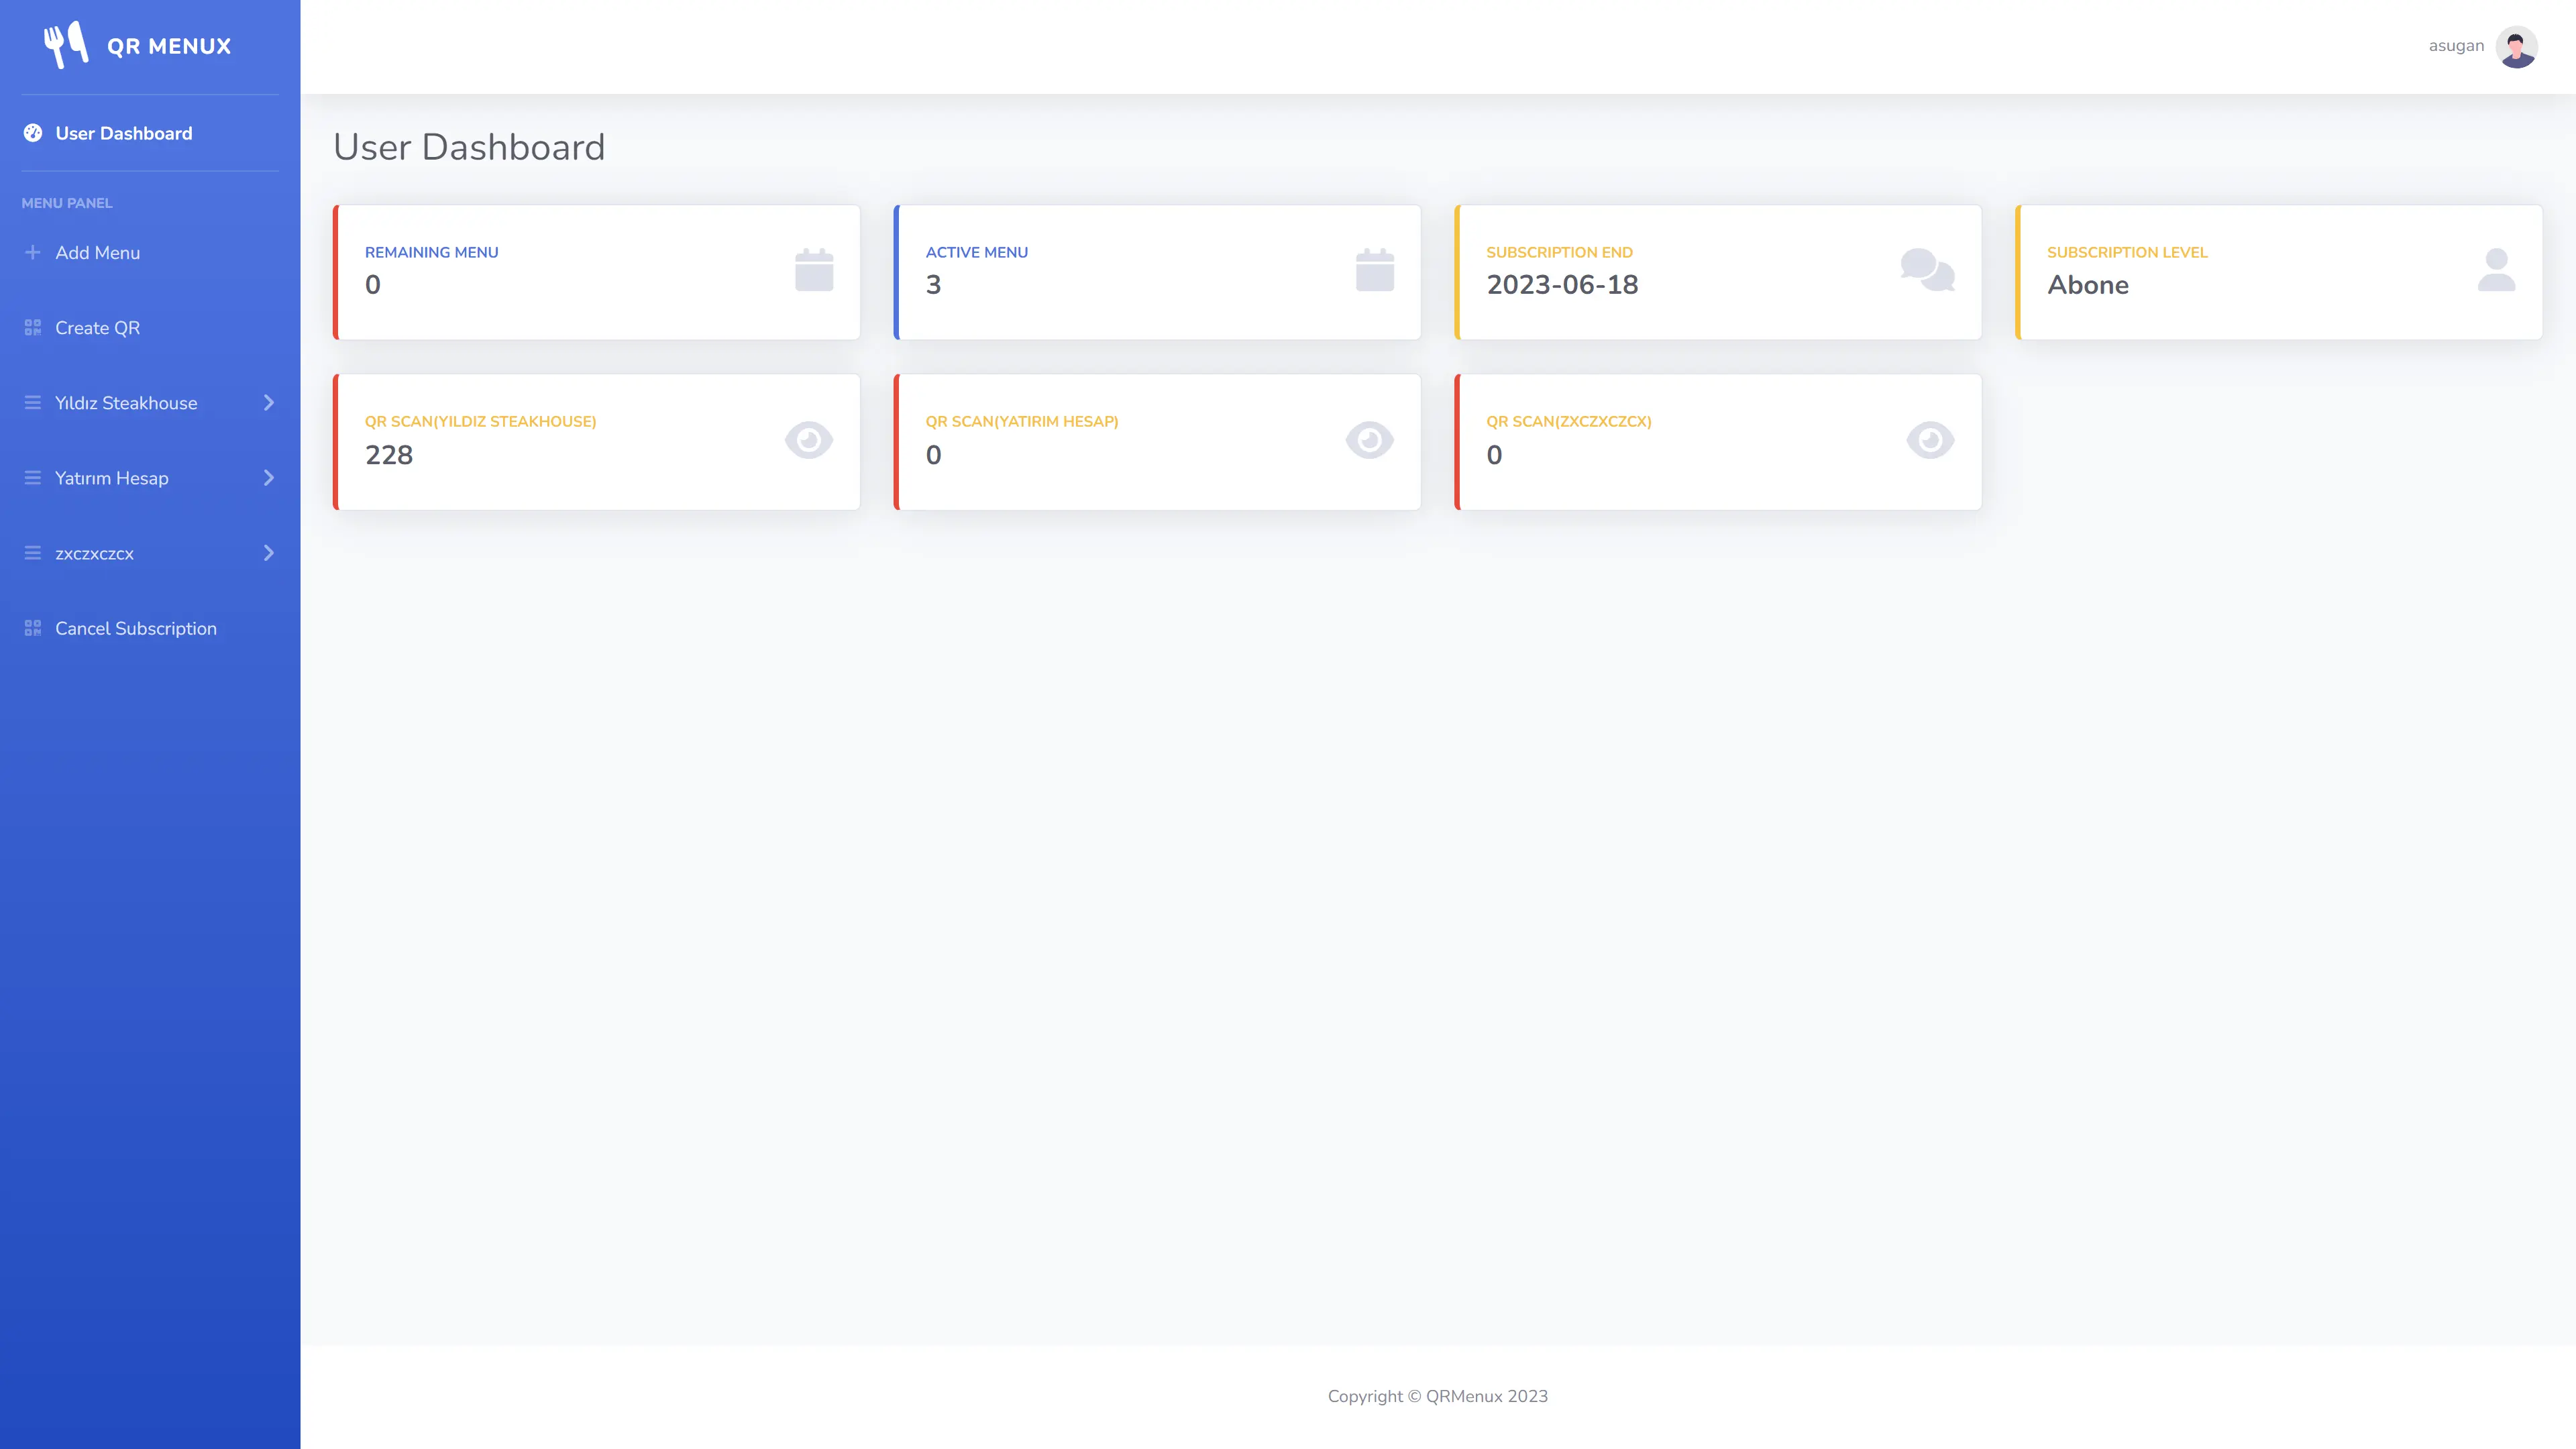 QR MENUX
asugan
User Dashboard
MENU PANEL
Add Menu
Create QR
Yıldız Steakhouse
Yatırım Hesap
zxczxczcx
Cancel Subscription
User Dashboard
REMAINING MENU
0
ACTIVE MENU
3
SUBSCRIPTION END
2023-06-18
SUBSCRIPTION LEVEL
Abone
QR SCAN(YILDIZ STEAKHOUSE)
228
QR SCAN(YATIRIM HESAP)
0
QR SCAN(ZXCZXCZCX)
0
Copyright © QRMenux 2023